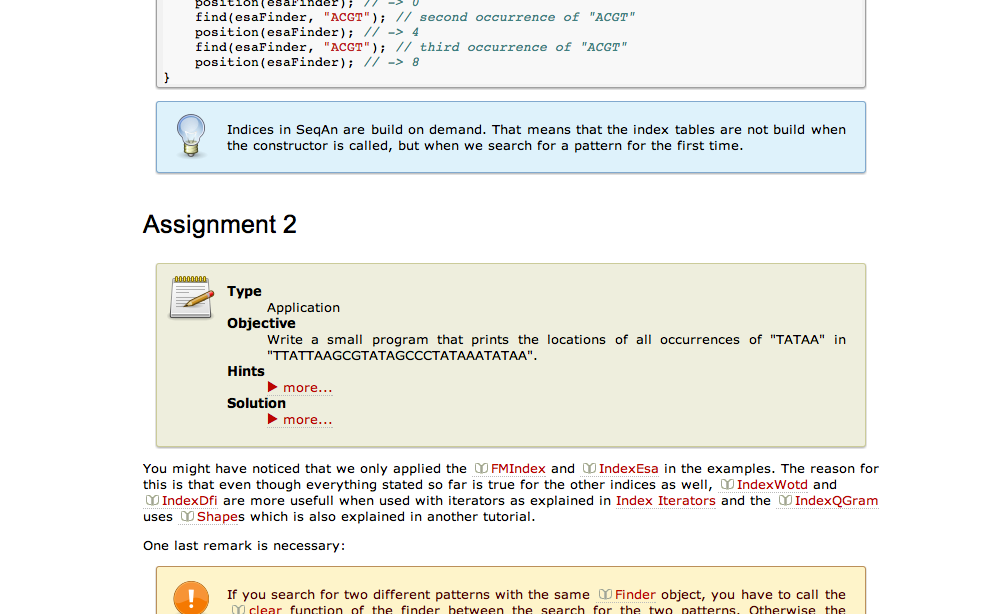 position(esaFinder); // -> 0
find(esaFinder, "ACGT"); // second occurrence of "ACGT"
position(esaFinder); // -> 4
find(esaFinder, "ACGT"); // third occurrence of "ACGT"
position(esaFinder); // -> 8
}
Indices in SeqAn are build on demand. That means that the index tables are not build when
the constructor is called, but when we search for a pattern for the first time.
Assignment 2
Type
Application
Objective
Write a small program that prints the locations of all occurrences of "TATAA" in
"TTATTAAGCGTATAGCCCTATAAATATAA".
Hints
more...
Solution
more...
You might have noticed that we only applied the FMIndex and IndexEsa in the examples. The reason for
this is that even though everything stated so far is true for the other indices as well, IndexWotd and
IndexDfi are more usefull when used with iterators as explained in Index Iterators and the IndexQGram
uses Shapes which is also explained in another tutorial.
One last remark is necessary:
If you search for two different patterns with the same Finder object, you have to call the
clear function of the finder between the search for the two patterns. Otherwise the